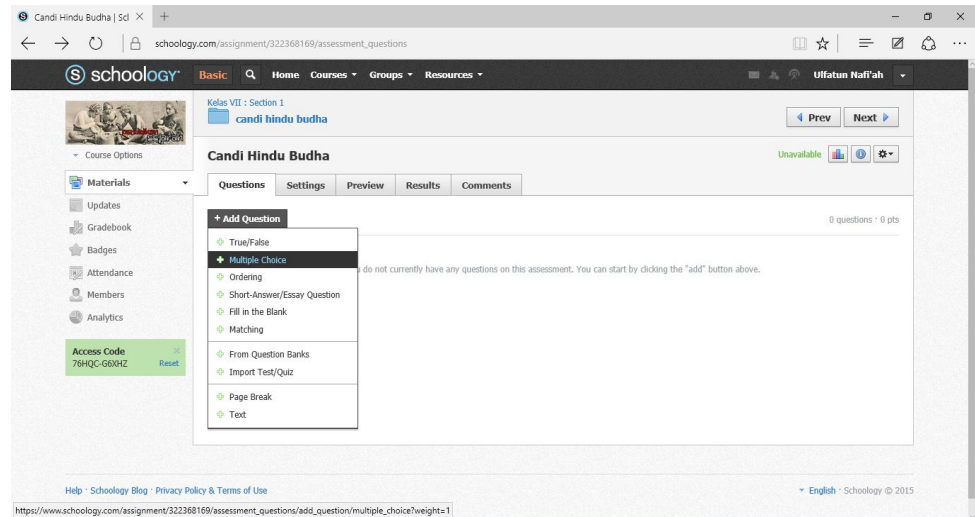 Candi Hindu Budha | Scl
schoology.com/assignment/322368169/assessment_questions
S schoology Basic Home Courses Groups Resources Ulfatun Nafi'ah
Kelas VII : Section 1
candi hindu budha
Prev Next
Course Options
Candi Hindu Budha
Unavailable
Materials
Updates
Gradebook
Badges
Attendance
Members
Analytics
Access Code
76HQC-G6XHZ Reset
Questions Settings Preview Results Comments
+ Add Question
0 questions · 0 pts
True/False
Multiple Choice
do not currently have any questions on this assessment. You can start by clicking the "add" button above.
Ordering
Short-Answer/Essay Question
Fill in the Blank
Matching
From Question Banks
Import Test/Quiz
Page Break
Text
Help · Schoology Blog · Privacy Policy & Terms of Use
English · Schoology © 2015
https://www.schoology.com/assignment/322368169/assessment_questions/add_question/multiple_choice?weight=1